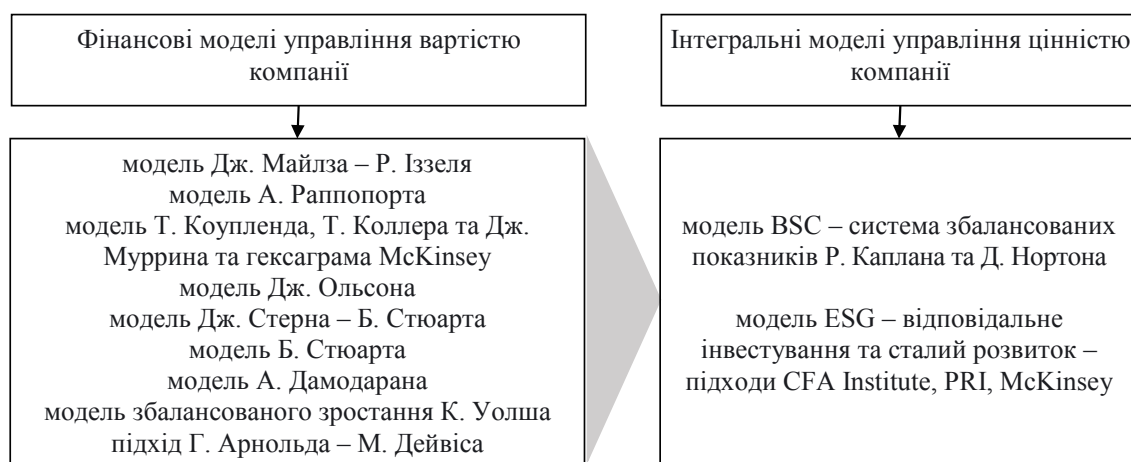 Фінансові моделі управління вартістю
компанії
Інтегральні моделі управління цінністю
компанії
модель Дж. Майлза – Р. Іззеля
модель А. Раппопорта
модель Т. Коупленда, Т. Коллера та Дж.
Муррина та гексаграма McKinsey
модель Дж. Ольсона
модель Дж. Стерна – Б. Стюарта
модель Б. Стюарта
модель А. Дамодарана
модель збалансованого зростання К. Уолша
підхід Г. Арнольда – М. Дейвіса
модель BSC – система збалансованих
показників Р. Каплана та Д. Нортона
модель ESG – відповідальне
інвестування та сталий розвиток –
підходи CFA Institute, PRI, McKinsey